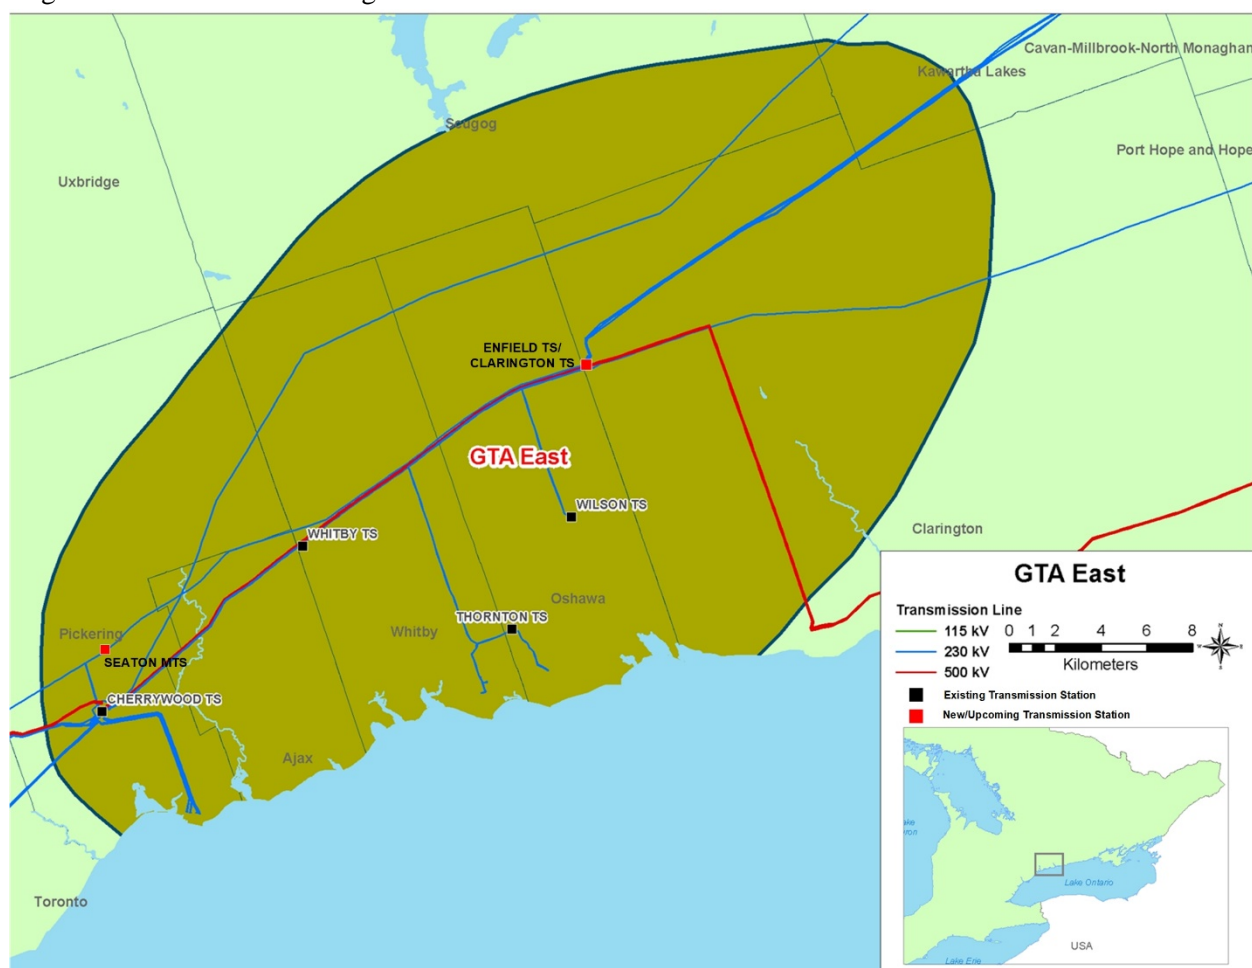 Cavan-Millbrook-North Monaghan
Kawartha Lakes
Scugog
Port Hope and Hope
Uxbridge
ENFIELD TS/
CLARINGTON TS
GTA East
WILSON TS
WHITBY TS
Clarington
Oshawa
THORNTON TS
Whitby
Pickering
SEATON MTS
CHERRYWOOD TS
Ajax
Toronto
GTA East
Transmission Line
115 kV
230 kV
500 kV
0 1 2 4 6 8
Kilometers
N
W E
S
Existing Transmission Station
New/Upcoming Transmission Station
Lake Ontario
USA
Lake Erie